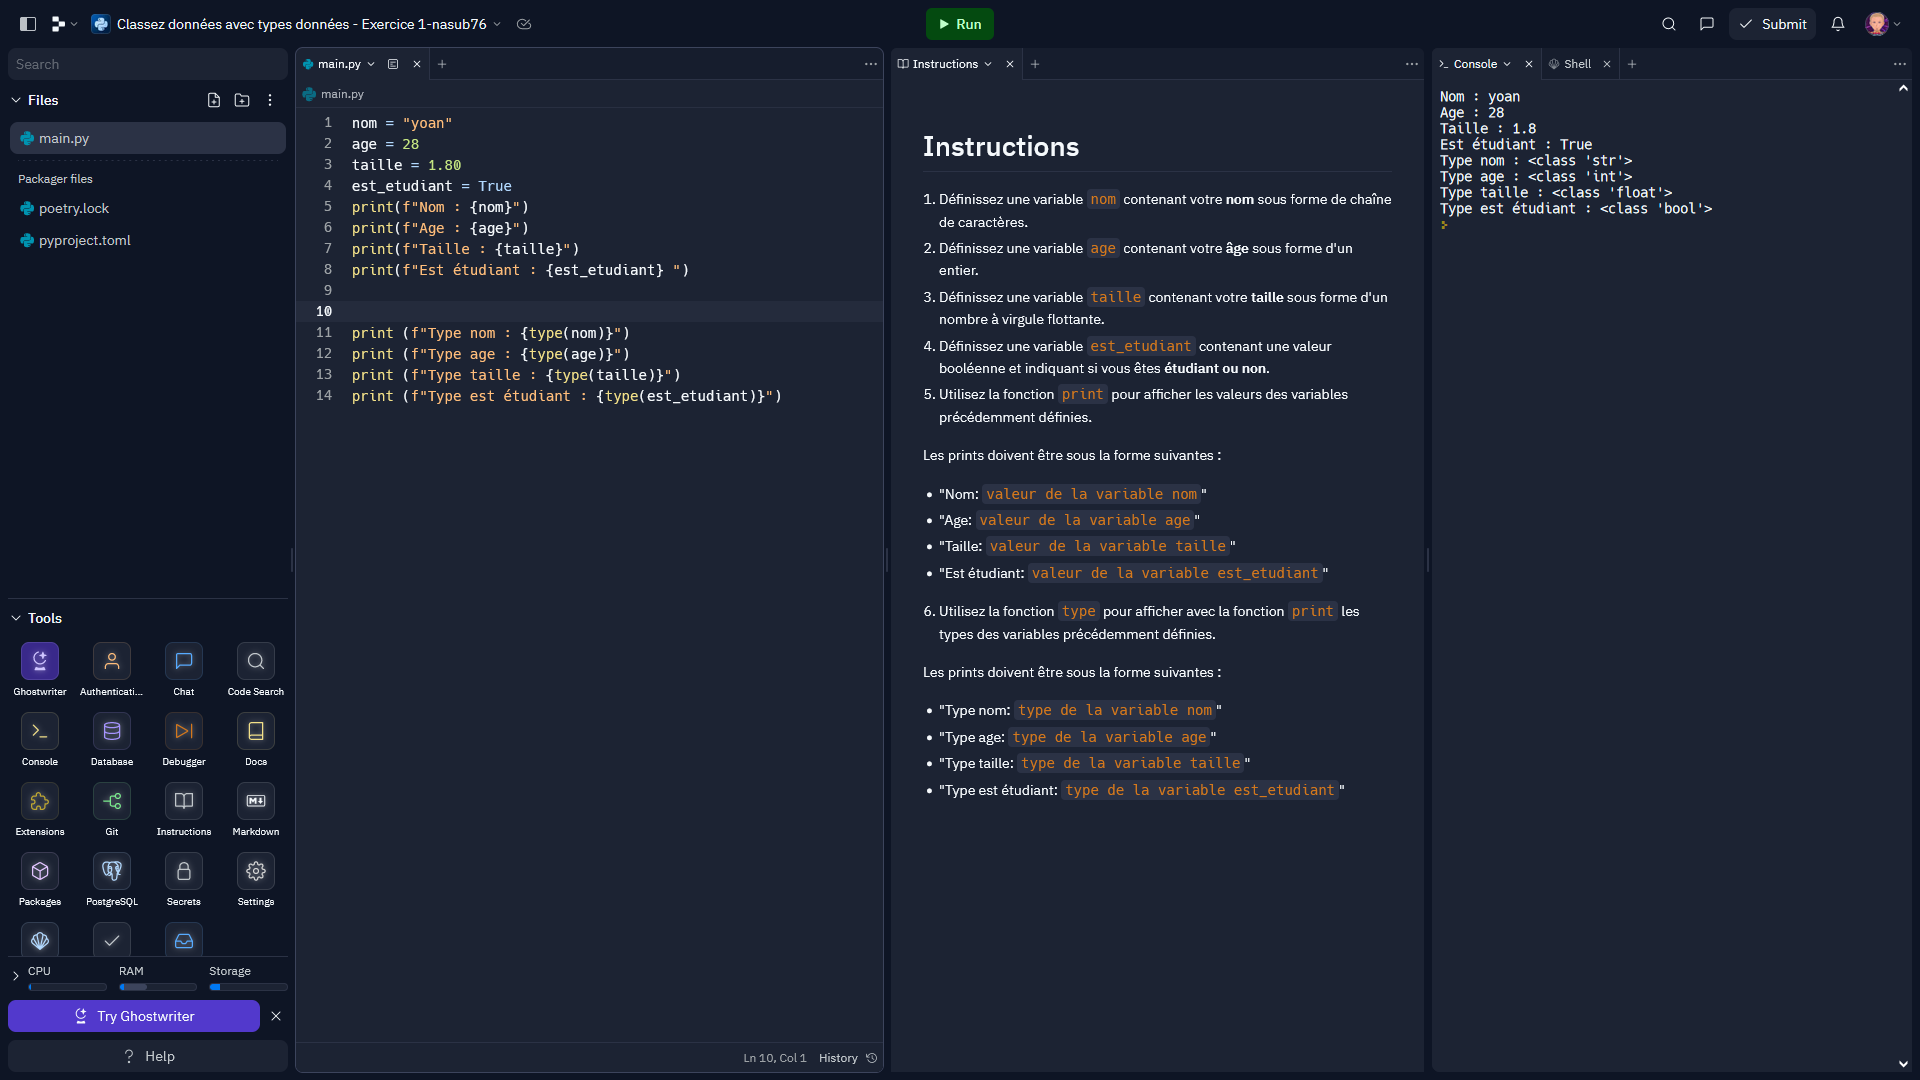 Classez données avec types données - Exercice 1-nasub76
Run
Submit
Search
Files
main.py
Packager files
poetry.lock
pyproject.toml
Tools
Ghostwriter
Authenticati...
Chat
Code Search
Console
Database
Debugger
Docs
Extensions
Git
Instructions
Markdown
Packages
PostgreSQL
Secrets
Settings
CPU
RAM
Storage
Try Ghostwriter
? Help
main.py
main.py
1 nom = "yoan"
2 age = 28
3 taille = 1.80
4 est_etudiant = True
5 print(f"Nom : {nom}")
6 print(f"Age : {age}")
7 print(f"Taille : {taille}")
8 print(f"Est étudiant : {est_etudiant} ")
9
10
11 print (f"Type nom : {type(nom)}")
12 print (f"Type age : {type(age)}")
13 print (f"Type taille : {type(taille)}")
14 print (f"Type est étudiant : {type(est_etudiant)}")
Ln 10, Col 1 History
Instructions
Instructions
1. Définissez une variable nom contenant votre nom sous forme de chaîne
de caractères.
2. Définissez une variable age contenant votre âge sous forme d'un
entier.
3. Définissez une variable taille contenant votre taille sous forme d'un
nombre à virgule flottante.
4. Définissez une variable est_etudiant contenant une valeur
booléenne et indiquant si vous êtes étudiant ou non.
5. Utilisez la fonction print pour afficher les valeurs des variables
précédemment définies.
Les prints doivent être sous la forme suivantes :
• "Nom: valeur de la variable nom"
• "Age: valeur de la variable age"
• "Taille: valeur de la variable taille"
• "Est étudiant: valeur de la variable est_etudiant"
6. Utilisez la fonction type pour afficher avec la fonction print les
types des variables précédemment définies.
Les prints doivent être sous la forme suivantes :
• "Type nom: type de la variable nom"
• "Type age: type de la variable age"
• "Type taille: type de la variable taille"
• "Type est étudiant: type de la variable est_etudiant"
Console
Shell
Nom : yoan
Age : 28
Taille : 1.8
Est étudiant : True
Type nom : <class 'str'>
Type age : <class 'int'>
Type taille : <class 'float'>
Type est étudiant : <class 'bool'>